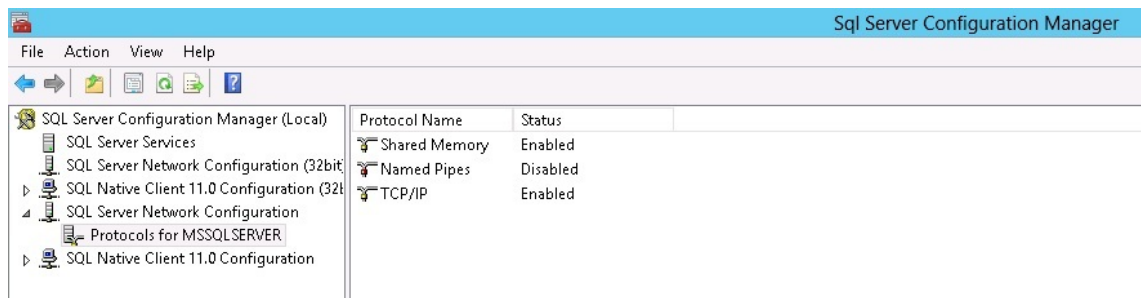 Sql Server Configuration Manager
File Action View Help
SQL Server Configuration Manager (Local)
SQL Server Services
SQL Server Network Configuration (32bit
SQL Native Client 11.0 Configuration (32b
SQL Server Network Configuration
Protocols for MSSQLSERVER
SQL Native Client 11.0 Configuration
Protocol Name Status
Shared Memory Enabled
Named Pipes Disabled
TCP/IP Enabled